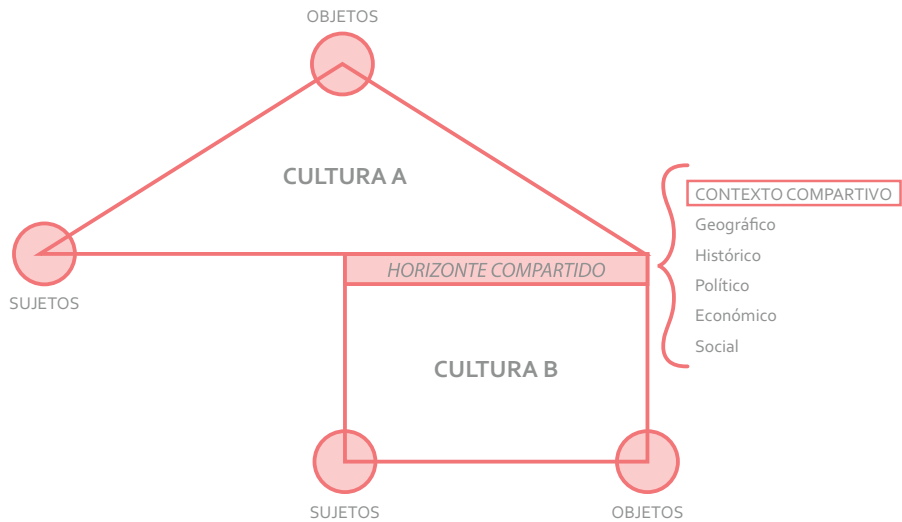 OBJETOS
CULTURA A
CONTEXTO COMPARTIVO
Geográfico
Histórico
Político
Económico
Social
HORIZONTE COMPARTIDO
SUJETOS
CULTURA B
SUJETOS
OBJETOS